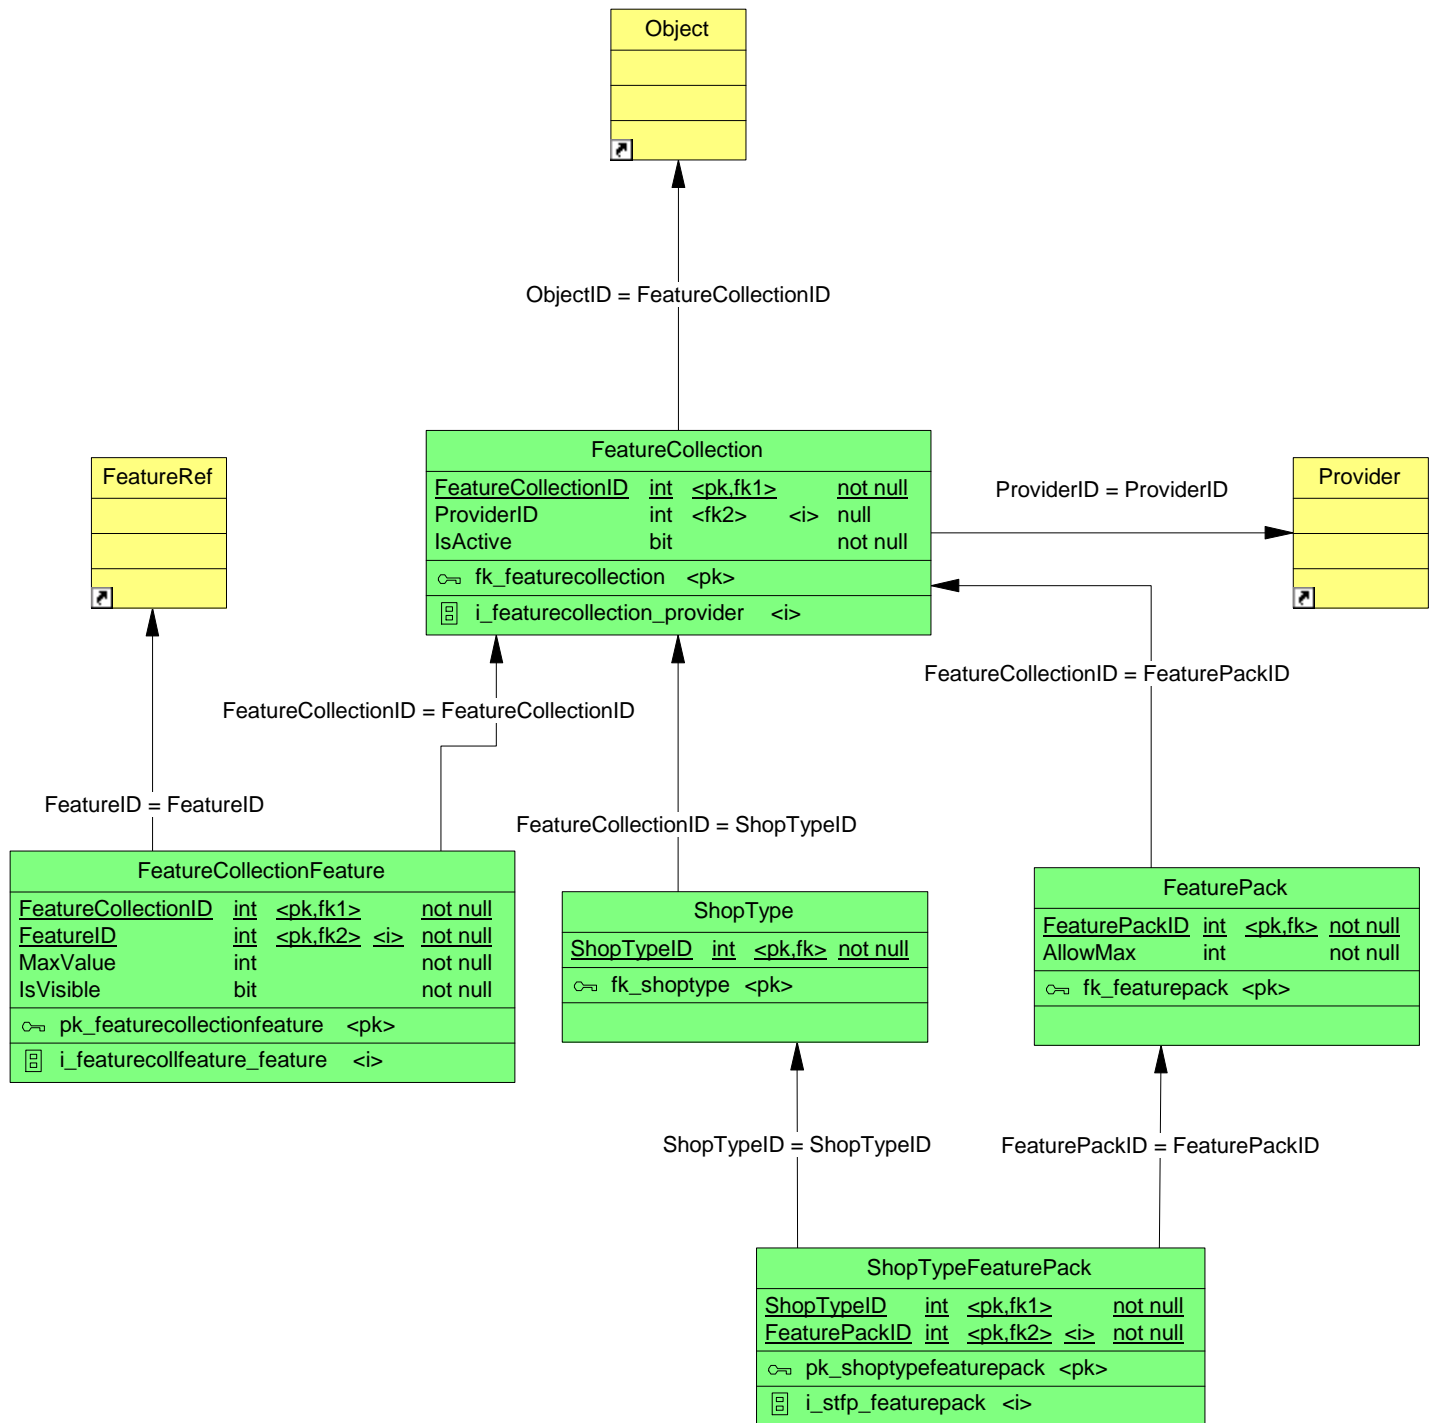 Object
ObjectID = FeatureCollectionID
FeatureCollection
FeatureCollectionID int <pk,fk1> not null
ProviderID int <fk2> <i> null
IsActive bit not null
fk_featurecollection <pk>
i_featurecollection_provider <i>
FeatureRef
ProviderID = ProviderID
Provider
FeatureCollectionID = FeaturePackID
FeatureCollectionID = FeatureCollectionID
FeatureID = FeatureID
FeatureCollectionID = ShopTypeID
FeatureCollectionFeature
FeatureCollectionID int <pk,fk1> not null
FeatureID int <pk,fk2> <i> not null
MaxValue int not null
IsVisible bit not null
pk_featurecollectionfeature <pk>
i_featurecollfeature_feature <i>
ShopType
ShopTypeID int <pk,fk> not null
fk_shoptype <pk>
FeaturePack
FeaturePackID int <pk,fk> not null
AllowMax int not null
fk_featurepack <pk>
ShopTypeID = ShopTypeID
FeaturePackID = FeaturePackID
ShopTypeFeaturePack
ShopTypeID int <pk,fk1> not null
FeaturePackID int <pk,fk2> <i> not null
pk_shoptypefeaturepack <pk>
i_stfp_featurepack <i>